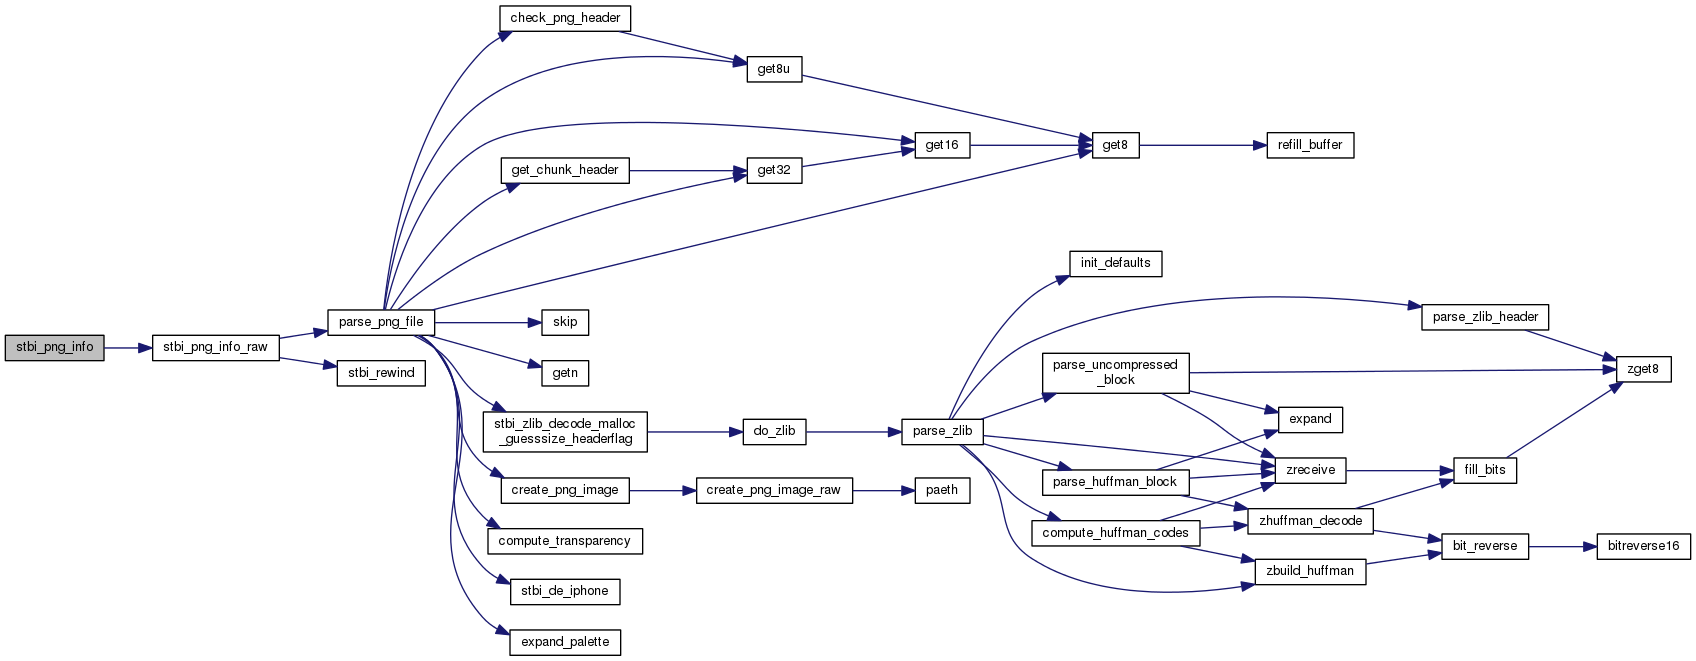 check_png_header
get8u
get16
get8
refill_buffer
get_chunk_header
get32
init_defaults
parse_png_file
skip
parse_zlib_header
stbi_png_info
stbi_png_info_raw
stbi_rewind
getn
parse_uncompressed
_block
zget8
expand
stbi_zlib_decode_malloc
_guesssize_headerflag
do_zlib
parse_zlib
zreceive
fill_bits
parse_huffman_block
create_png_image
create_png_image_raw
paeth
zhuffman_decode
compute_huffman_codes
compute_transparency
bit_reverse
bitreverse16
zbuild_huffman
stbi_de_iphone
expand_palette